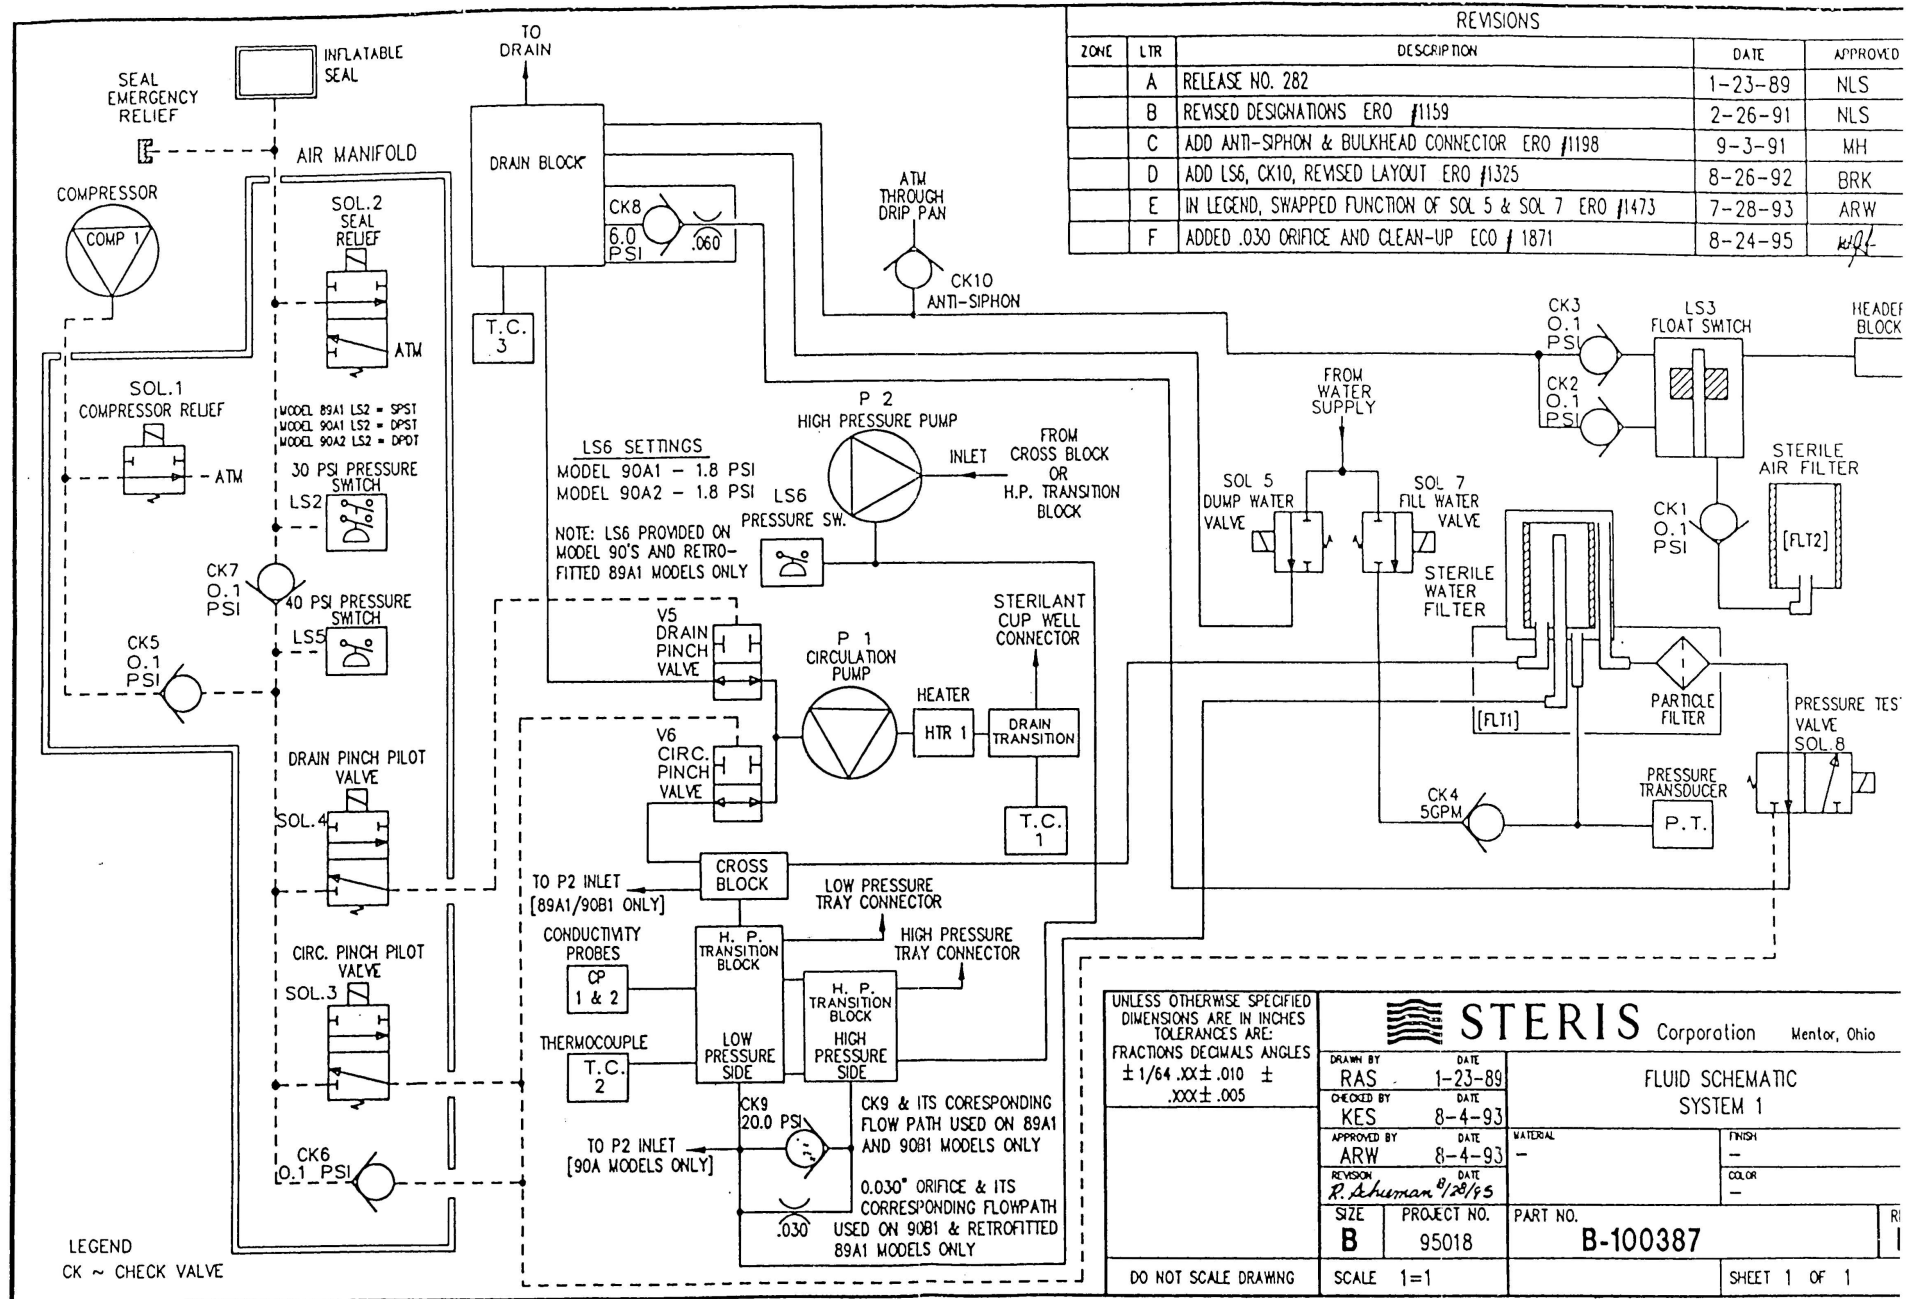 REVISIONS
ZONE LTR DESCRIPTION DATE APPROVED
A RELEASE NO. 282 1-23-89 NLS
B REVISED DESIGNATIONS ERO #1159 2-26-91 NLS
C ADD ANTI-SIPHON & BULKHEAD CONNECTOR ERO #1198 9-3-91 MH
D ADD LS6, CK10, REVISED LAYOUT ERO #1325 8-26-92 BRK
E IN LEGEND, SWAPPED FUNCTION OF SOL 5 & SOL 7 ERO #1473 7-28-93 ARW
F ADDED .030 ORIFICE AND CLEAN-UP ECO # 1871 8-24-95
TO
DRAIN
INFLATABLE
SEAL
SEAL
EMERGENCY
RELIEF
AIR MANIFOLD
COMPRESSOR
COMP 1
SOL.2
SEAL
RELIEF
ATM
SOL.1
COMPRESSOR RELIEF
ATM
MODEL 89A1 LS2 = SPST
MODEL 90A1 LS2 = DPST
MODEL 90A2 LS2 = DPDT
30 PSI PRESSURE
SWITCH
LS2
CK7
0.1
PSI
40 PSI PRESSURE
SWITCH
LS5
CK5
0.1
PSI
DRAIN PINCH PILOT
VALVE
SOL.4
CIRC. PINCH PILOT
VALVE
SOL.3
CK6
0.1 PSI
LEGEND
CK ~ CHECK VALVE
DRAIN BLOCK
CK8
6.0
PSI
.060
T.C.
3
ATM
THROUGH
DRIP PAN
CK10
ANTI-SIPHON
P 2
HIGH PRESSURE PUMP
INLET
FROM
CROSS BLOCK
OR
H.P. TRANSITION
BLOCK
LS6 SETTINGS
MODEL 90A1 - 1.8 PSI
MODEL 90A2 - 1.8 PSI
NOTE: LS6 PROVIDED ON
MODEL 90'S AND RETRO-
FITTED 89A1 MODELS ONLY
LS6
PRESSURE SW.
V5
DRAIN
PINCH
VALVE
P 1
CIRCULATION
PUMP
STERILANT
CUP WELL
CONNECTOR
HEATER
HTR 1
DRAIN
TRANSITION
T.C.
1
V6
CIRC.
PINCH
VALVE
CROSS
BLOCK
TO P2 INLET
[89A1/90B1 ONLY]
LOW PRESSURE
TRAY CONNECTOR
HIGH PRESSURE
TRAY CONNECTOR
CONDUCTIVITY
PROBES
CP
1 & 2
H. P.
TRANSITION
BLOCK
LOW
PRESSURE
SIDE
H. P.
TRANSITION
BLOCK
HIGH
PRESSURE
SIDE
THERMOCOUPLE
T.C.
2
CK9
20.0 PSI
CK9 & ITS CORESPONDING
FLOW PATH USED ON 89A1
AND 90B1 MODELS ONLY
TO P2 INLET
[90A MODELS ONLY]
.030
0.030" ORIFICE & ITS
CORRESPONDING FLOWPATH
USED ON 90B1 & RETROFITTED
89A1 MODELS ONLY
CK3
0.1
PSI
CK2
0.1
PSI
LS3
FLOAT SWITCH
BLOCK
FROM
WATER
SUPPLY
SOL 5
DUMP WATER
VALVE
SOL 7
FILL WATER
VALVE
CK1
0.1
PSI
STERILE
AIR FILTER
[FLT2]
STERILE
WATER
FILTER
[FLT1]
PARTICLE
FILTER
PRESSURE
VALVE
SOL.8
PRESSURE
TRANSDUCER
P.T.
CK4
5GPM
UNLESS OTHERWISE SPECIFIED
DIMENSIONS ARE IN INCHES
TOLERANCES ARE:
FRACTIONS DECIMALS ANGLES
± 1/64 .XX± .010 ±
.XXX± .005
DO NOT SCALE DRAWING
STERIS Corporation Mentor, Ohio
DRAWN BY DATE
RAS 1-23-89
CHECKED BY DATE
KES 8-4-93
APPROVED BY DATE
ARW 8-4-93
REVISION DATE
R. Schuman 8/28/95
FLUID SCHEMATIC
SYSTEM 1
MATERIAL
-
FINISH
-
COLOR
-
SIZE
B
PROJECT NO.
95018
PART NO.
B-100387
SCALE 1=1
SHEET 1 OF 1